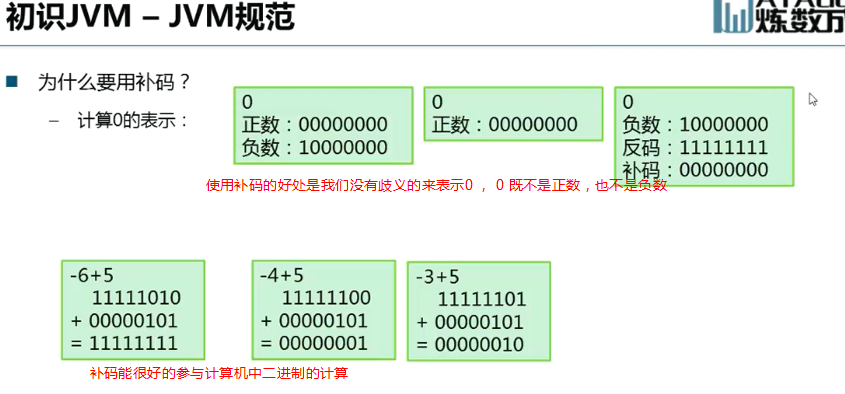 初识JVM – JVM规范
炼数
■ 为什么要用补码？
– 计算0的表示：
0
正数：00000000
负数：10000000
0
正数：00000000
0
负数：10000000
反码：11111111
补码：00000000
使用补码的好处是我们没有歧义的来表示0 ， 0 既不是正数，也不是负数
-6+5
11111010
+ 00000101
= 11111111
-4+5
11111100
+ 00000101
= 00000001
-3+5
11111101
+ 00000101
= 00000010
补码能很好的参与计算机中二进制的计算